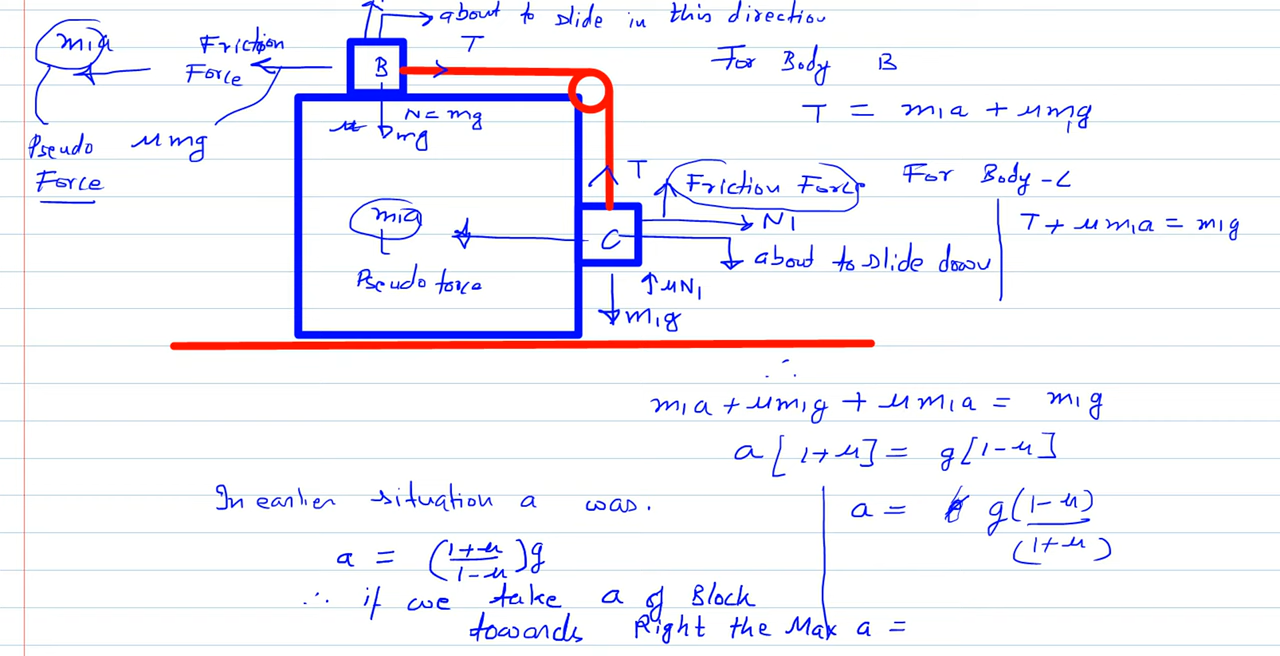 → about to slide in this direction
m₁a
Friction Force
T
B
For Body B
N = mg
μ
mg
T = m₁a + μm₁g
Pseudo Force
μmg
T
Friction Force
For Body -C
m₁a
N₁
T + μm₁a = m₁g
C
about to slide down
Pseudo force
↑μN₁
m₁g
∴
m₁a + μm₁g + μm₁a = m₁g
a[1+μ] = g[1-μ]
In earlier situation a was.
a = g(1-μ)/(1+μ)
a = (1+μ/1-μ)g
∴ if we take a of Block
towards Right the Max a =